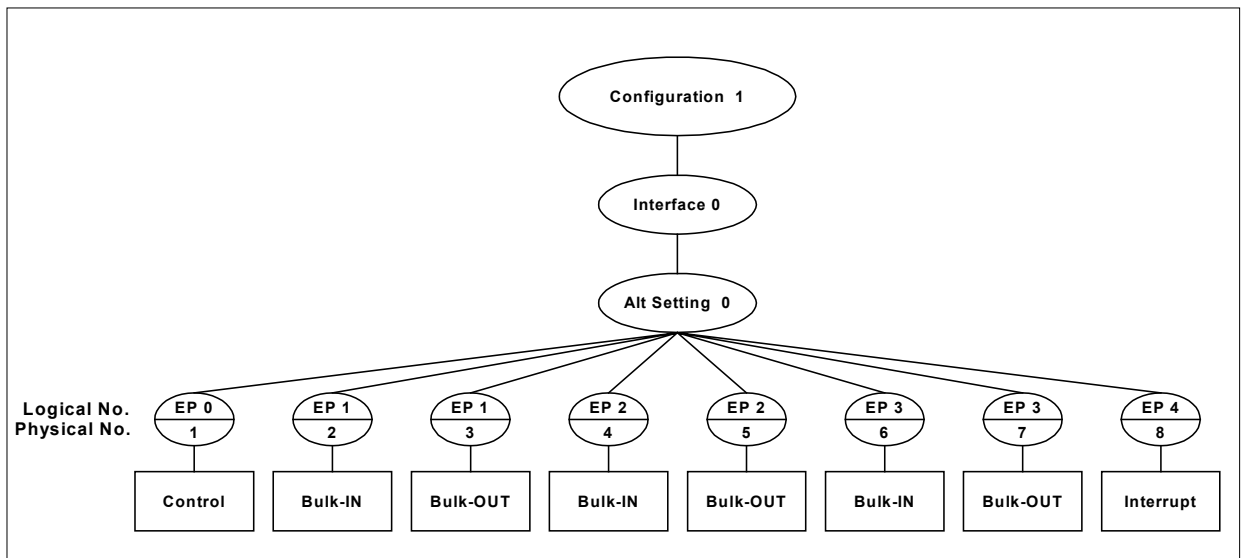 Configuration 1
Interface 0
Alt Setting 0
Logical No.
Physical No.
EP 0
1
EP 1
2
EP 1
3
EP 2
4
EP 2
5
EP 3
6
EP 3
7
EP 4
8
Control
Bulk-IN
Bulk-OUT
Bulk-IN
Bulk-OUT
Bulk-IN
Bulk-OUT
Interrupt